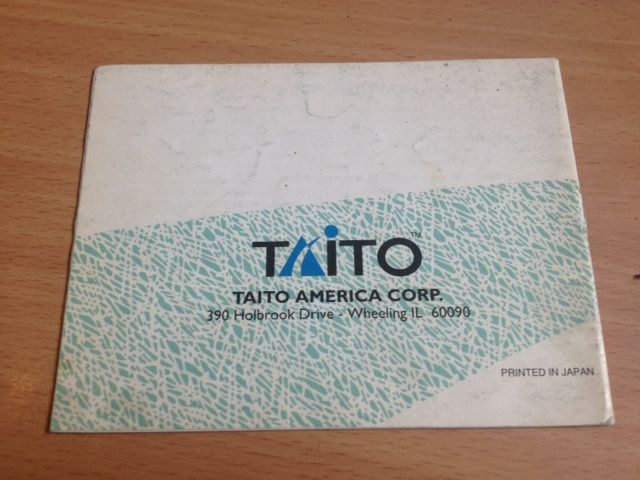 TAITO™
TAITO AMERICA CORP.
390 Holbrook Drive - Wheeling IL 60090
PRINTED IN JAPAN